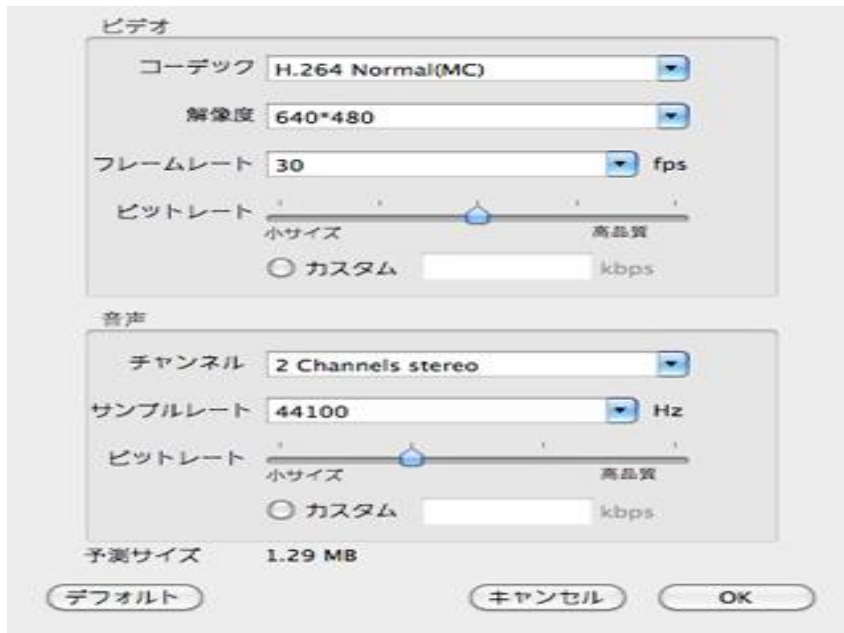 ビデオ
コーデック H.264 Normal(MC)
解像度 640*480
フレームレート 30 fps
ビットレート
小サイズ 高品質
カスタム kbps
音声
チャンネル 2 Channels stereo
サンプルレート 44100 Hz
ビットレート
小サイズ 高品質
カスタム kbps
予測サイズ 1.29 MB
デフォルト キャンセル OK